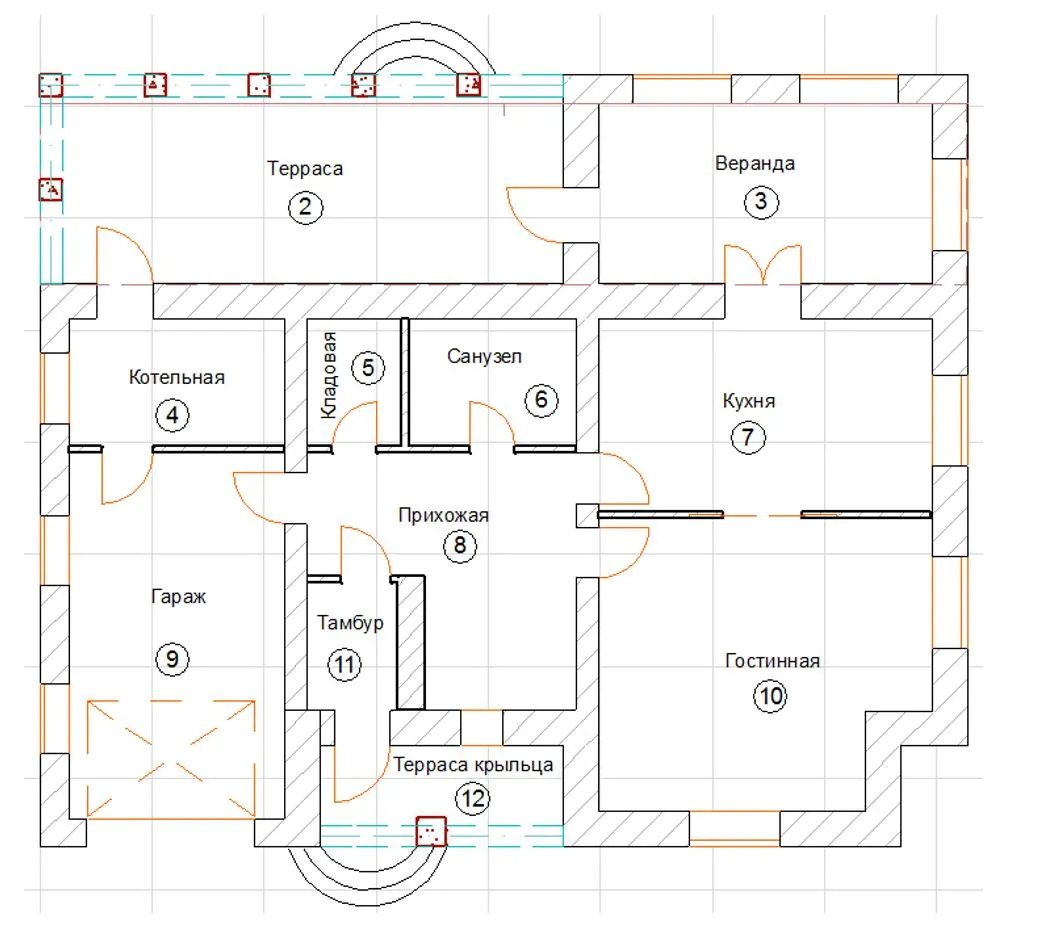 Терраса
2
Веранда
3
Котельная
4
Кладовая
5
Санузел
6
Кухня
7
Прихожая
8
Гараж
9
Тамбур
11
Гостинная
10
Терраса крыльца
12